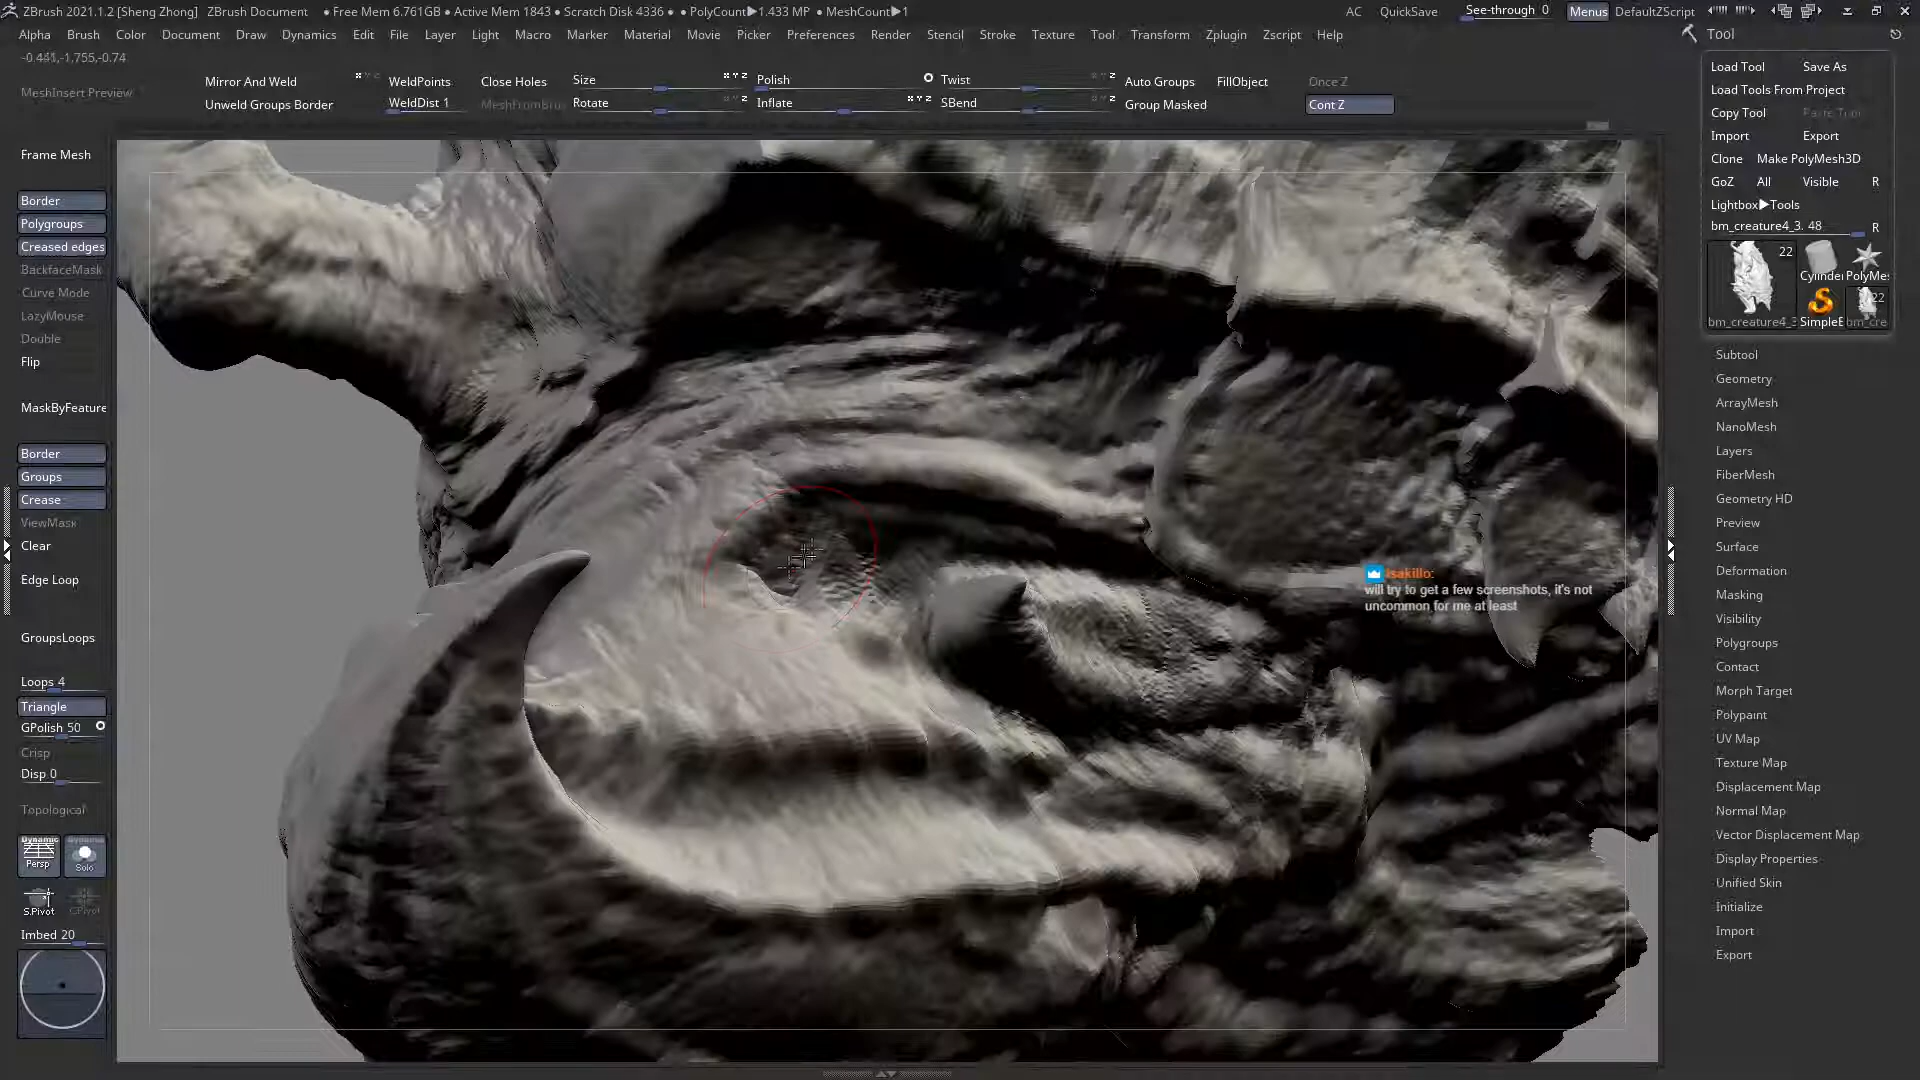 ZBrush 2021.1.2 [Sheng Zhong] ZBrush Document • Free Mem 6.761GB • Active Mem 1843 • Scratch Disk 4336 • • PolyCount▶1.433 MP • MeshCount▶1 AC QuickSave See-through 0 Menus DefaultZScript
Alpha Brush Color Document Draw Dynamics Edit File Layer Light Macro Marker Material Movie Picker Preferences Render Stencil Stroke Texture Tool Transform Zplugin Zscript Help
MeshInsert Preview
Mirror And Weld WeldPoints Close Holes Size Polish Twist Auto Groups FillObject Once Z
Unweld Groups Border WeldDist 1 Rotate Inflate SBend Group Masked Cont Z
Frame Mesh
Border
Polygroups
Creased edges
BackfaceMask
Curve Mode
LazyMouse
Double
Flip
MaskByFeature
Border
Groups
Crease
ViewMask
Clear
Edge Loop
GroupsLoops
Loops 4
Triangle
GPolish 50
Crisp
Disp 0
Topological
Dynamic
Persp Solo
S.Pivot C.Pivot
Imbed 20
Isakillo:
will try to get a few screenshots, it's not
uncommon for me at least
Tool
Load Tool Save As
Load Tools From Project
Copy Tool Paste Tool
Import Export
Clone Make PolyMesh3D
GoZ All Visible R
Lightbox▶Tools
bm_creature4_3. 48 R
22
Cylinder PolyMes
22
bm_creature4_3 SimpleE bm_cre
Subtool
Geometry
ArrayMesh
NanoMesh
Layers
FiberMesh
Geometry HD
Preview
Surface
Deformation
Masking
Visibility
Polygroups
Contact
Morph Target
Polypaint
UV Map
Texture Map
Displacement Map
Normal Map
Vector Displacement Map
Display Properties
Unified Skin
Initialize
Import
Export